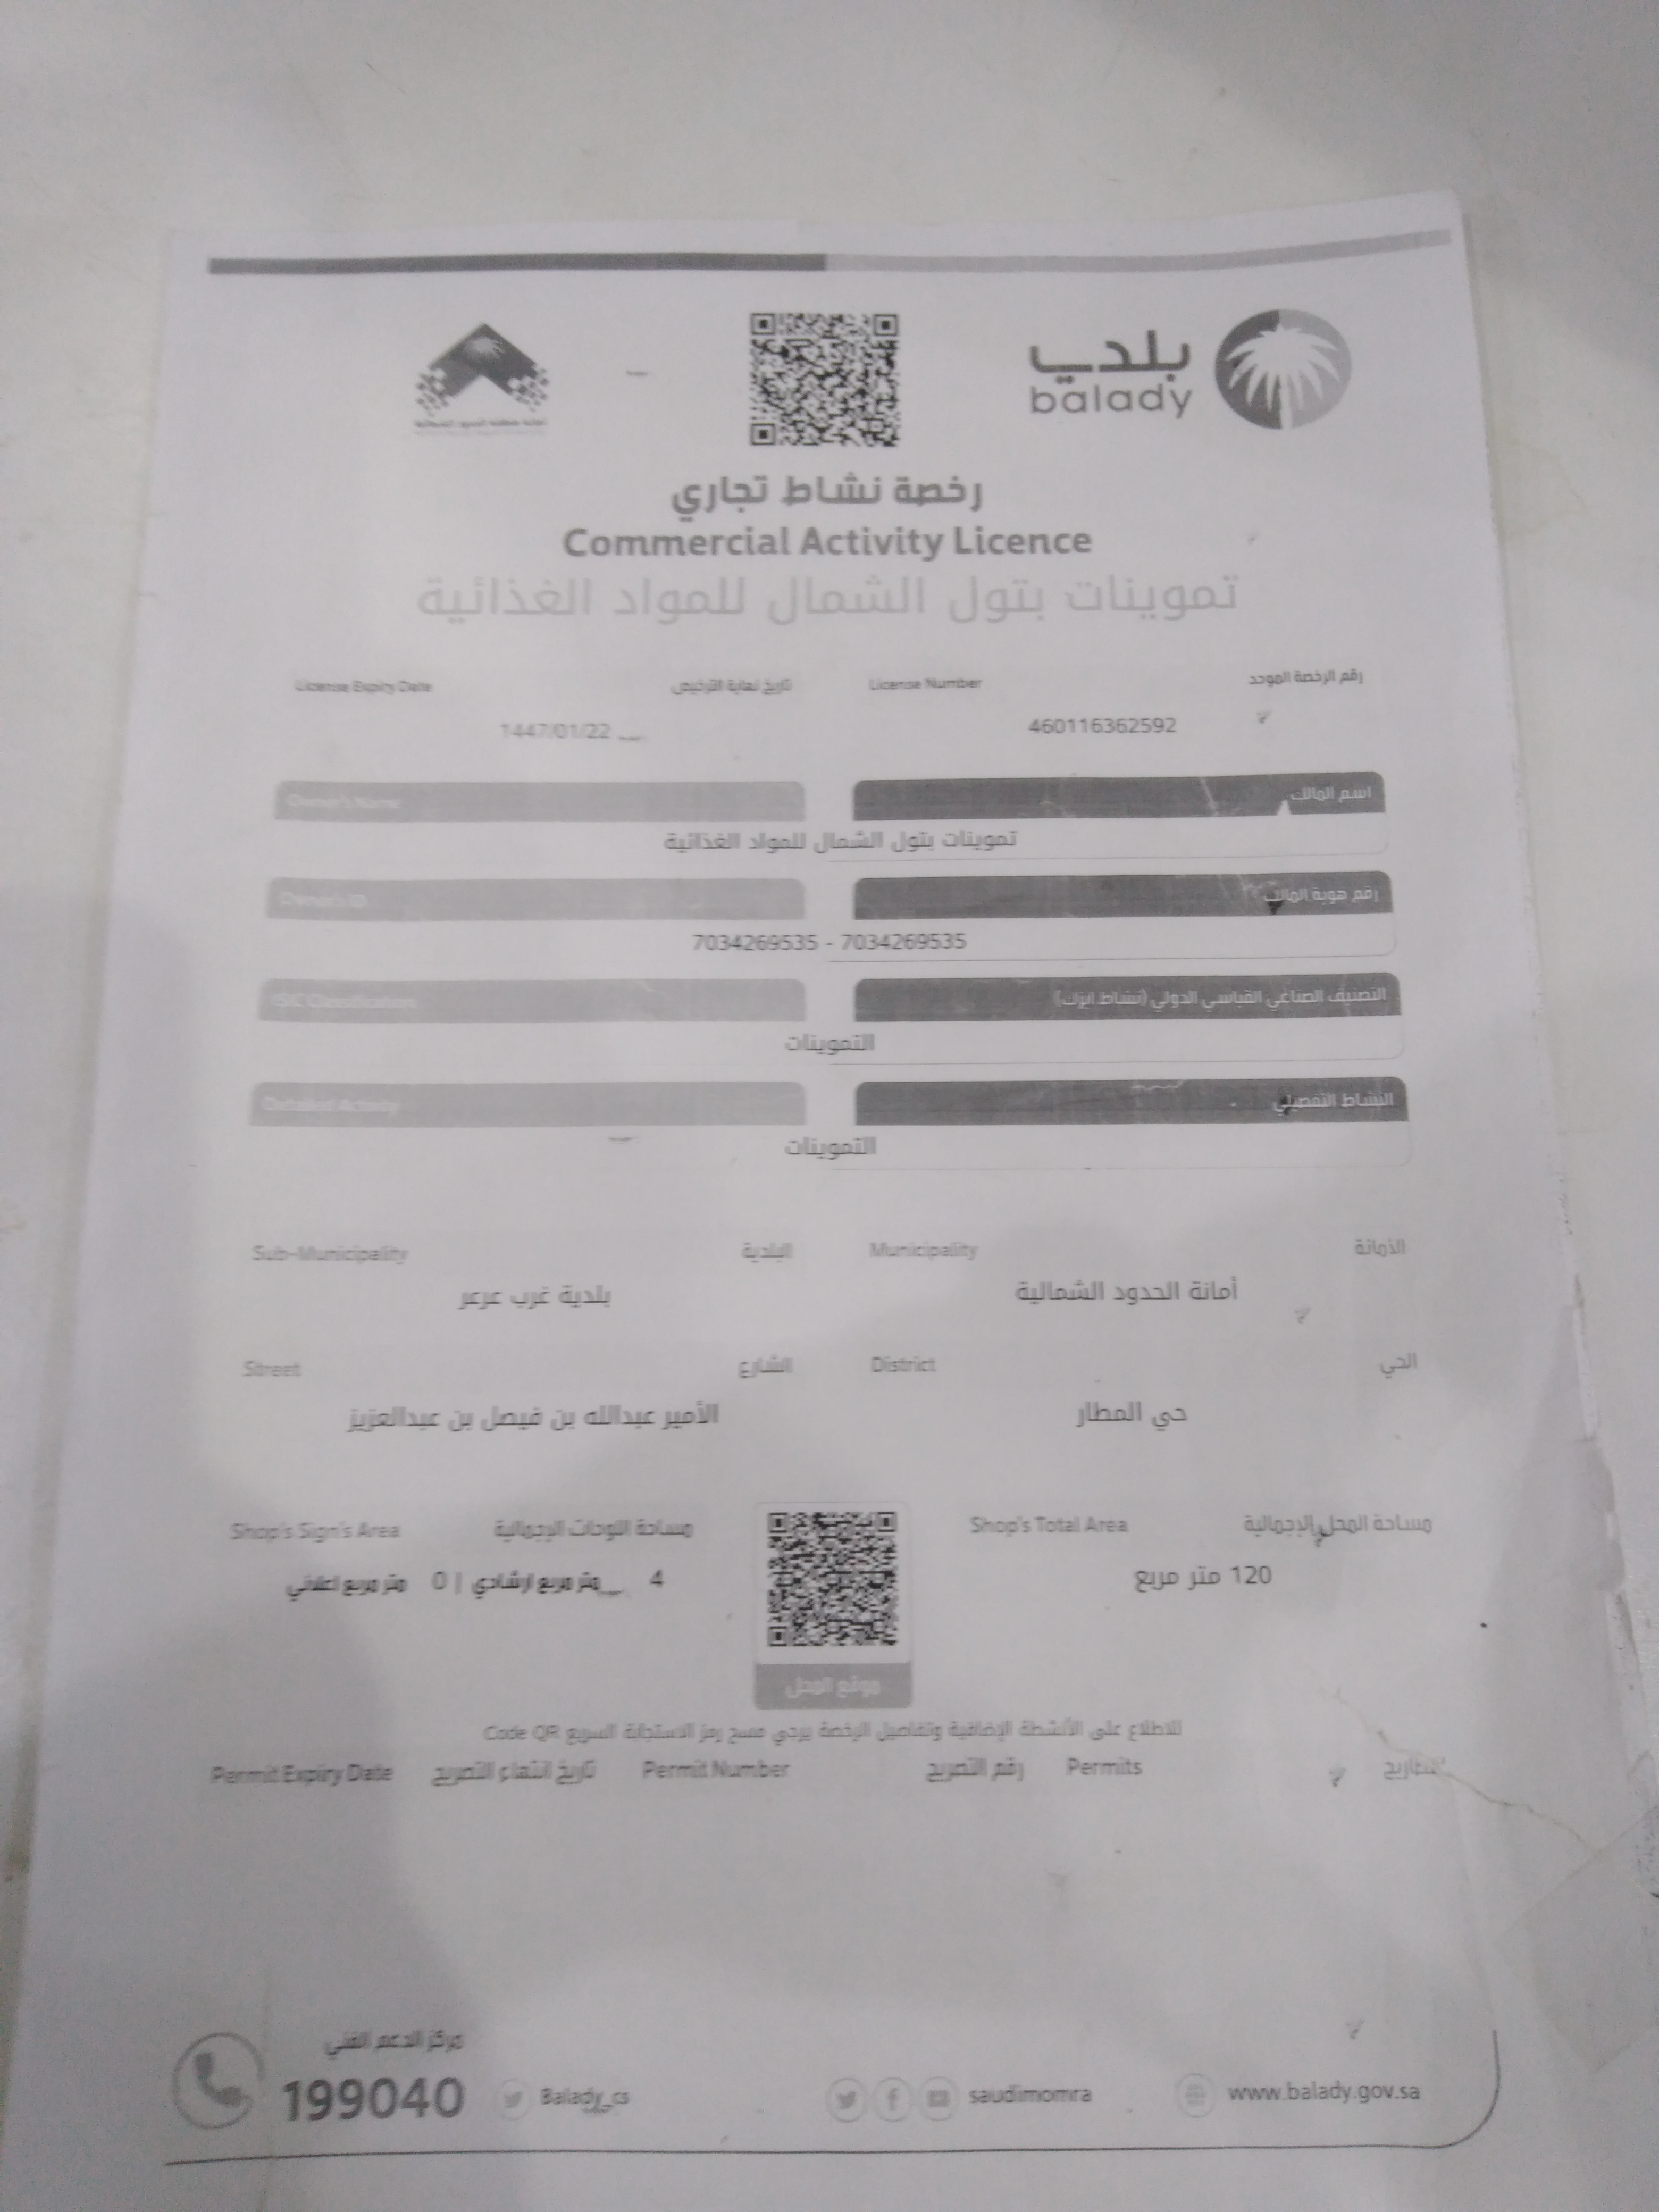 بلدي
balady
أمانة منطقة الحدود الشمالية
رخصة نشاط تجاري
Commercial Activity Licence
تموينات بتول الشمال للمواد الغذائية
رقم الرخصة الموحد License Number تاريخ نهاية الترخيص License Expiry Date
460116362592 1447/01/22
اسم المالك Owner's Name
تموينات بتول الشمال للمواد الغذائية
رقم هوية المالك Owner's ID
7034269535 - 7034269535
التصنيف الصناعي القياسي الدولي (نشاط ايزك) ISIC Classification
التموينات
النشاط التفصيلي Detailed Activity
التموينات
الأمانة Municipality البلدية Sub-Municipality
أمانة الحدود الشمالية بلدية غرب عرعر
الحي District الشارع Street
حي المطار الأمير عبدالله بن فيصل بن عبدالعزيز
مساحة المحل الإجمالية Shop's Total Area مساحة اللوحات الإجمالية Shop's Sign's Area
120 متر مربع 4 متر مربع ارشادي | 0 متر مربع اعلاني
موقع المحل
للاطلاع على الأنشطة الإضافية وتفاصيل الرخصة يرجى مسح رمز الاستجابة السريع Code QR
التصاريح Permits رقم التصريح Permit Number تاريخ انتهاء التصريح Permit Expiry Date
مركز الدعم الفني
www.balady.gov.sa saudimomra Balady_cs 199040